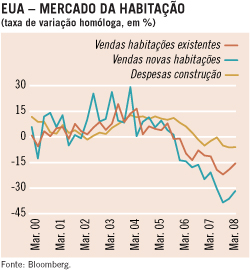 EUA – MERCADO DA HABITAÇÃO
(taxa de variação homóloga, em %)
Vendas habitações existentes
Vendas novas habitações
Despesas construção
30
15
0
-15
-30
-45
Mar. 00
Mar. 01
Mar. 02
Mar. 03
Mar. 04
Mar. 05
Mar. 06
Mar. 07
Mar. 08
Fonte: Bloomberg.